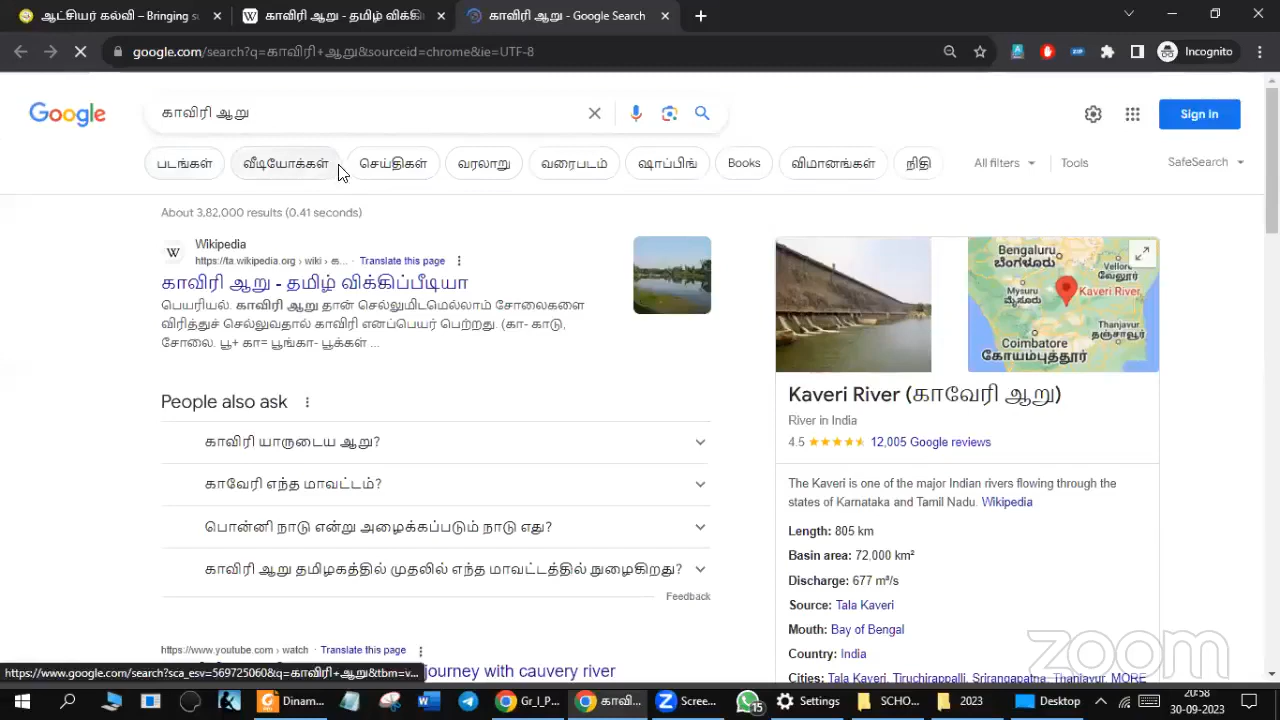 ஆட்சியர் கல்வி – Bringing su
காவிரி ஆறு - தமிழ் விக்கி
காவிரி ஆறு - Google Search
google.com/search?q=காவிரி+ஆறு&sourceid=chrome&ie=UTF-8
Incognito
Google
காவிரி ஆறு
Sign in
படங்கள்
வீடியோக்கள்
செய்திகள்
வரலாறு
வரைபடம்
ஷாப்பிங்
Books
விமானங்கள்
நிதி
All filters
Tools
SafeSearch
About 3,82,000 results (0.41 seconds)
W
Wikipedia
https://ta.wikipedia.org › wiki › க... · Translate this page
காவிரி ஆறு - தமிழ் விக்கிப்பீடியா
பெயரியல். காவிரி ஆறுதான் செல்லுமிடமெல்லாம் சோலைகளை
விரித்துச் செல்லுவதால் காவிரி எனப்பெயர் பெற்றது. (கா- காடு,
சோலை. பூ+ கா= பூங்கா- பூக்கள் ...
People also ask
காவிரி யாருடைய ஆறு?
காவேரி எந்த மாவட்டம்?
பொன்னி நாடு என்று அழைக்கப்படும் நாடு எது?
காவிரி ஆறு தமிழகத்தில் முதலில் எந்த மாவட்டத்தில் நுழைகிறது?
Feedback
https://www.youtube.com › watch · Translate this page
journey with cauvery river
https://www.google.com/search?sca_esv=569725060&q=காவிரி+ஆறு&tbm=v...
Bengaluru
ಬೆಂಗಳೂರು
Vellore
வேலூர்
Mysuru
ಮೈಸೂರು
Kaveri River
Thanjavur
தஞ்சாவூர்
Coimbatore
கோயம்புத்தூர்
Kaveri River (காவேரி ஆறு)
River in India
4.5 12,005 Google reviews
The Kaveri is one of the major Indian rivers flowing through the
states of Karnataka and Tamil Nadu. Wikipedia
Length: 805 km
Basin area: 72,000 km²
Discharge: 677 m³/s
Source: Tala Kaveri
Mouth: Bay of Bengal
Country: India
Cities: Tala Kaveri, Tiruchirappalli, Srirangapatna, Thanjavur, MORE
zoom
Dinam...
Gr_I_P...
காவி...
Scree...
15
Settings
SCHO...
2023
Desktop
20:58
30-09-2023